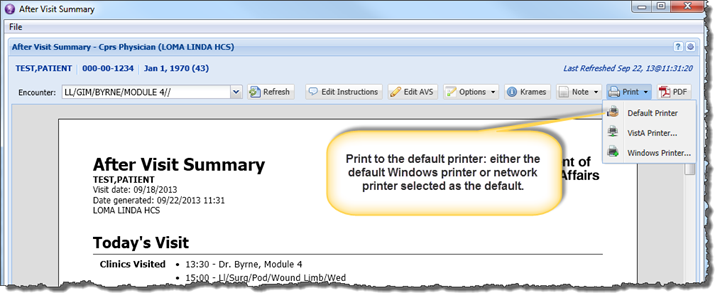 After Visit Summary
File
After Visit Summary - Cprs Physician (LOMA LINDA HCS)
?
TEST,PATIENT 000-00-1234 Jan 1, 1970 (43) Last Refreshed Sep 22, 13@11:31:20
Encounter: LL/GIM/BYRNE/MODULE 4// Refresh Edit Instructions Edit AVS Options Krames Note Print PDF
Default Printer
VistA Printer...
Windows Printer...
Print to the default printer: either the
default Windows printer or network
printer selected as the default.
After Visit Summary
TEST,PATIENT
Visit date: 09/18/2013
Date generated: 09/22/2013 11:31
LOMA LINDA HCS
of
Affairs
Today's Visit
Clinics Visited • 13:30 - Dr. Byrne, Module 4
• 15:00 - Ll/Surg/Pod/Wound Limb/Wed